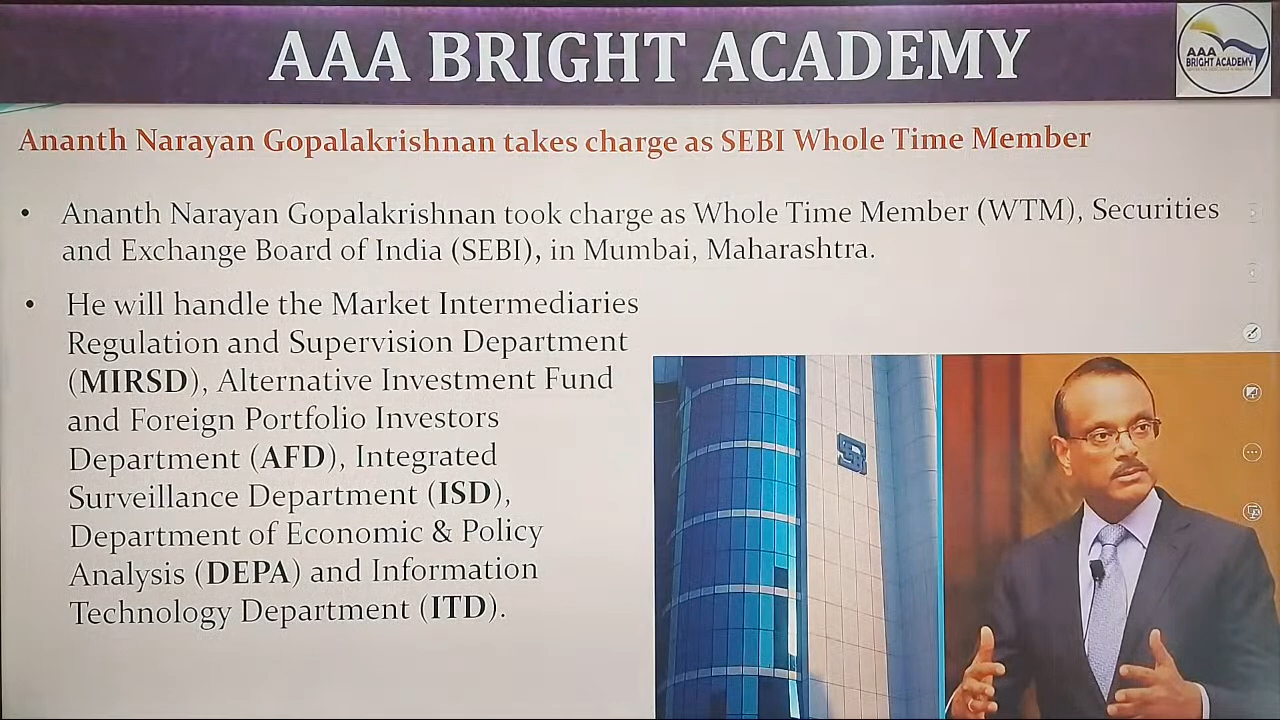 AAA BRIGHT ACADEMY
AAA
BRIGHT ACADEMY
Ananth Narayan Gopalakrishnan takes charge as SEBI Whole Time Member
• Ananth Narayan Gopalakrishnan took charge as Whole Time Member (WTM), Securities
and Exchange Board of India (SEBI), in Mumbai, Maharashtra.
• He will handle the Market Intermediaries
Regulation and Supervision Department
(MIRSD), Alternative Investment Fund
and Foreign Portfolio Investors
Department (AFD), Integrated
Surveillance Department (ISD),
Department of Economic & Policy
Analysis (DEPA) and Information
Technology Department (ITD).